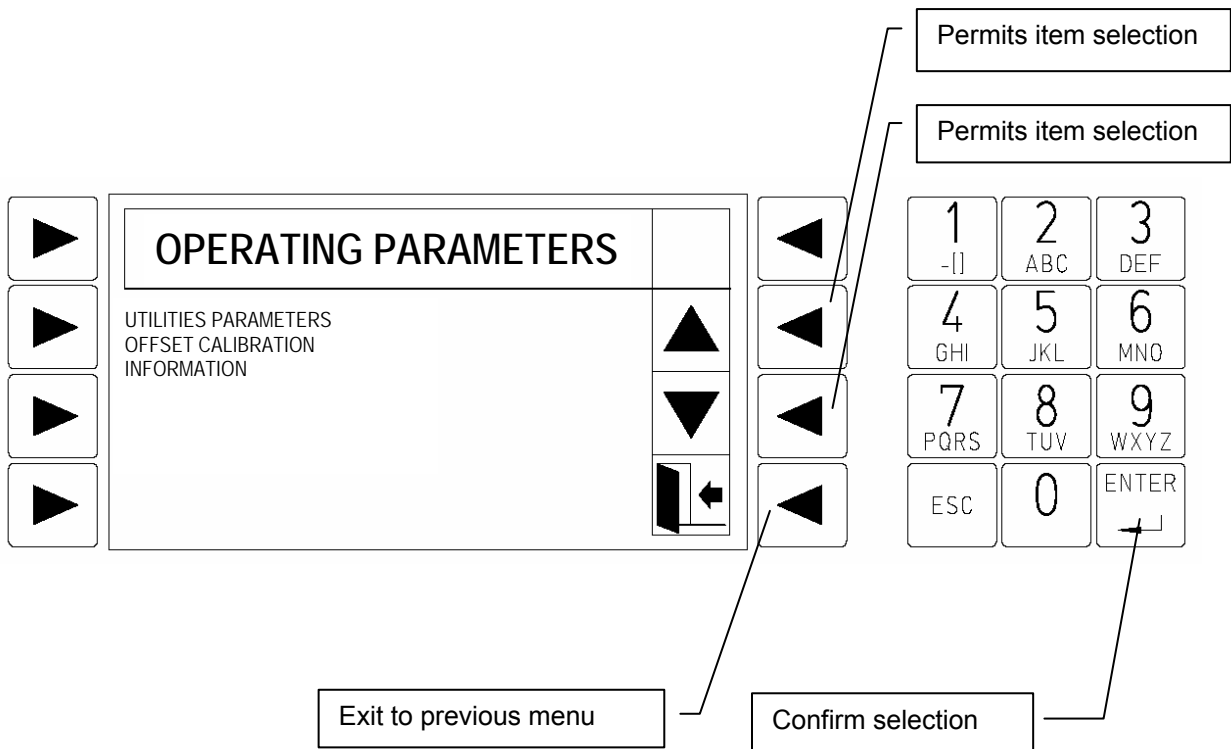 Permits item selection
Permits item selection
OPERATING PARAMETERS
UTILITIES PARAMETERS
OFFSET CALIBRATION
INFORMATION
1 2 3
-[] ABC DEF
4 5 6
GHI JKL MNO
7 8 9
PQRS TUV WXYZ
ESC 0 ENTER
Exit to previous menu
Confirm selection